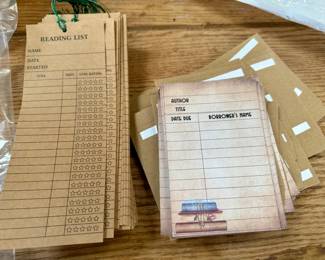 READING LIST
NAME
DATE
STARTED
TITLE DATE STAR RATING
AUTHOR
TITLE
DATE DUE BORROWER'S NAME